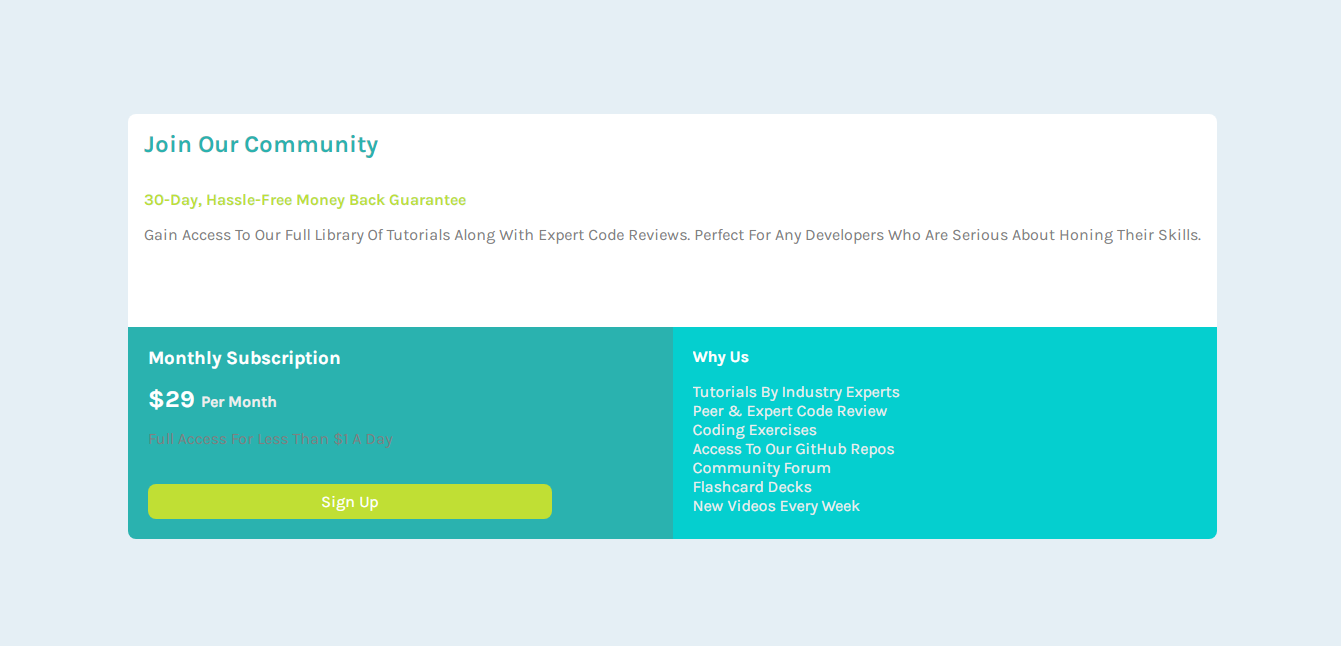 Join Our Community
30-Day, Hassle-Free Money Back Guarantee
Gain Access To Our Full Library Of Tutorials Along With Expert Code Reviews. Perfect For Any Developers Who Are Serious About Honing Their Skills.
Monthly Subscription
$29 Per Month
Full Access For Less Than $1 A Day
Sign Up
Why Us
Tutorials By Industry Experts
Peer & Expert Code Review
Coding Exercises
Access To Our GitHub Repos
Community Forum
Flashcard Decks
New Videos Every Week